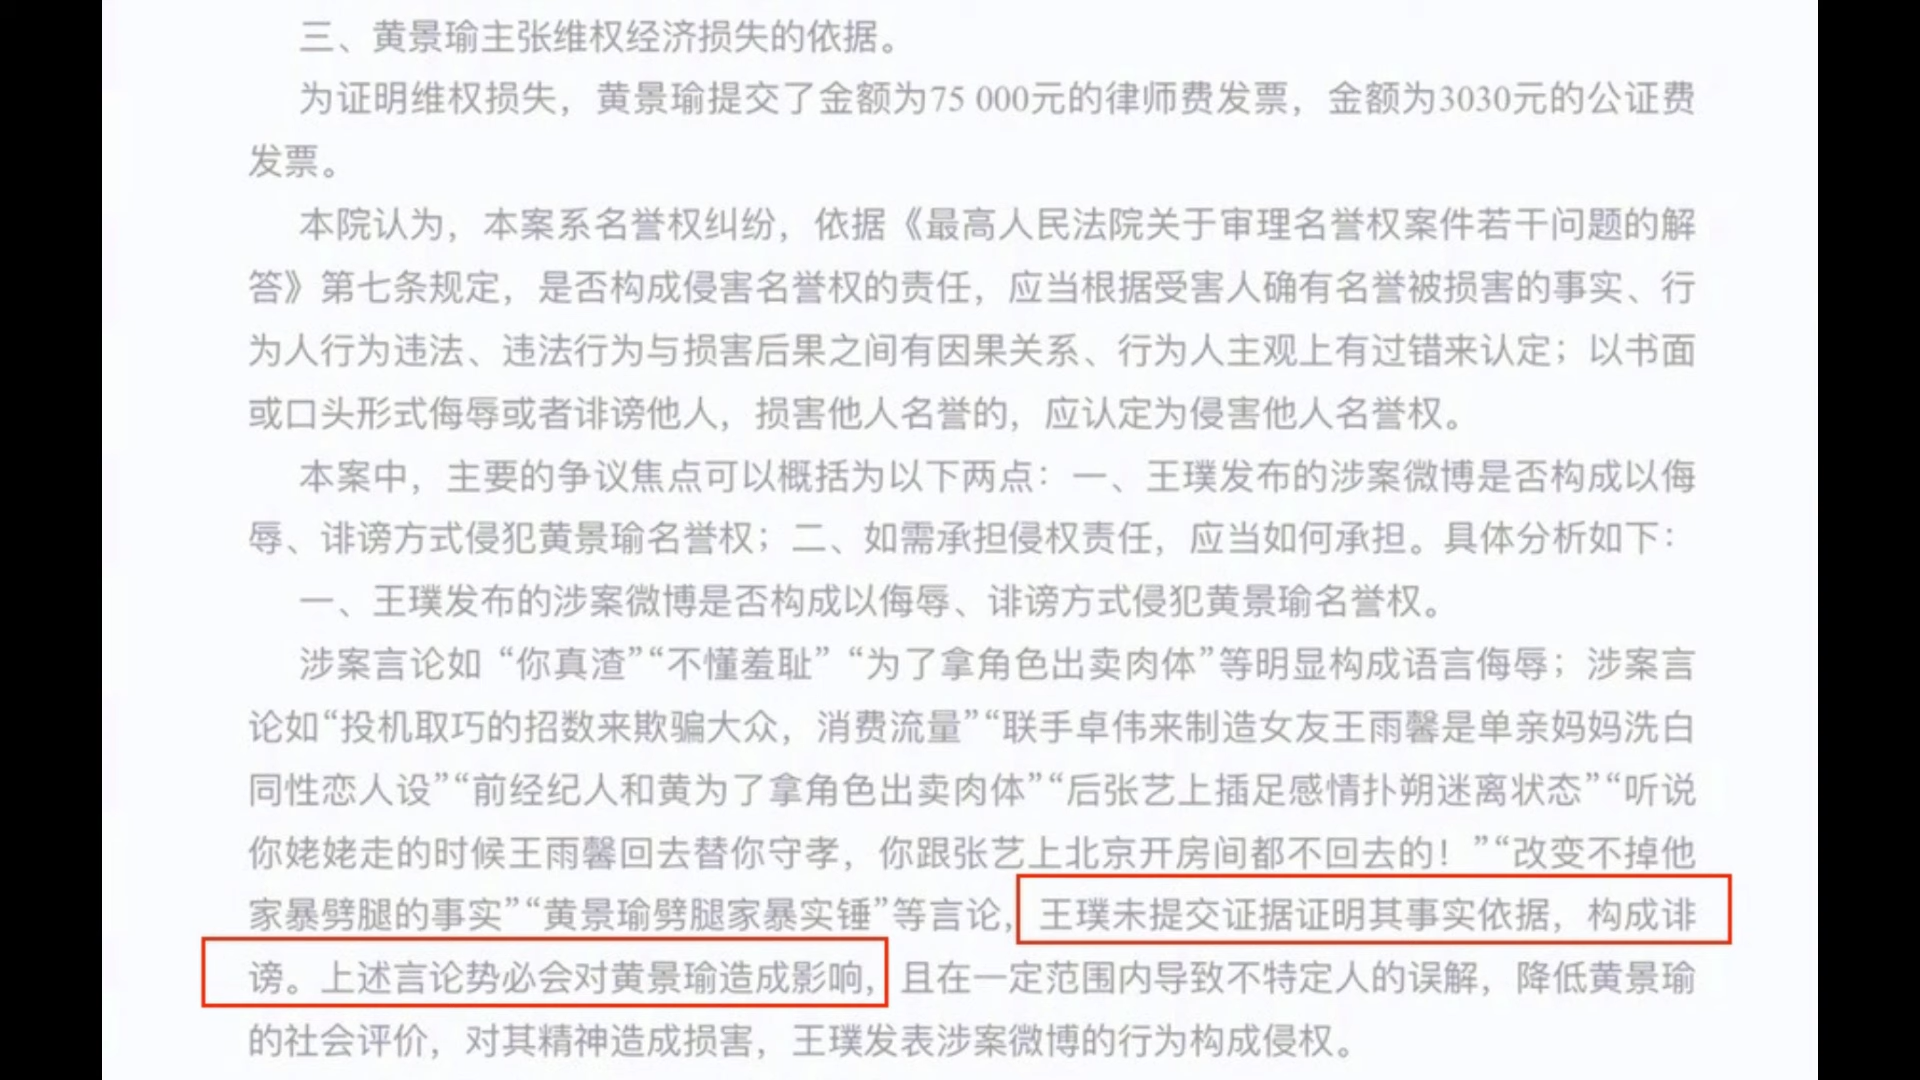 三、黄景瑜主张维权经济损失的依据。
为证明维权损失，黄景瑜提交了金额为75 000元的律师费发票，金额为3030元的公证费
发票。
本院认为，本案系名誉权纠纷，依据《最高人民法院关于审理名誉权案件若干问题的解
答》第七条规定，是否构成侵害名誉权的责任，应当根据受害人确有名誉被损害的事实、行
为人行为违法、违法行为与损害后果之间有因果关系、行为人主观上有过错来认定；以书面
或口头形式侮辱或者诽谤他人，损害他人名誉的，应认定为侵害他人名誉权。
本案中，主要的争议焦点可以概括为以下两点：一、王璞发布的涉案微博是否构成以侮
辱、诽谤方式侵犯黄景瑜名誉权；二、如需承担侵权责任，应当如何承担。具体分析如下：
一、王璞发布的涉案微博是否构成以侮辱、诽谤方式侵犯黄景瑜名誉权。
涉案言论如 “你真渣”“不懂羞耻” “为了拿角色出卖肉体”等明显构成语言侮辱；涉案言
论如“投机取巧的招数来欺骗大众，消费流量”“联手卓伟来制造女友王雨馨是单亲妈妈洗白
同性恋人设”“前经纪人和黄为了拿角色出卖肉体”“后张艺上插足感情扑朔迷离状态”“听说
你姥姥走的时候王雨馨回去替你守孝，你跟张艺上北京开房间都不回去的！”“改变不掉他
家暴劈腿的事实”“黄景瑜劈腿家暴实锤”等言论，王璞未提交证据证明其事实依据，构成诽
谤。上述言论势必会对黄景瑜造成影响，且在一定范围内导致不特定人的误解，降低黄景瑜
的社会评价，对其精神造成损害，王璞发表涉案微博的行为构成侵权。